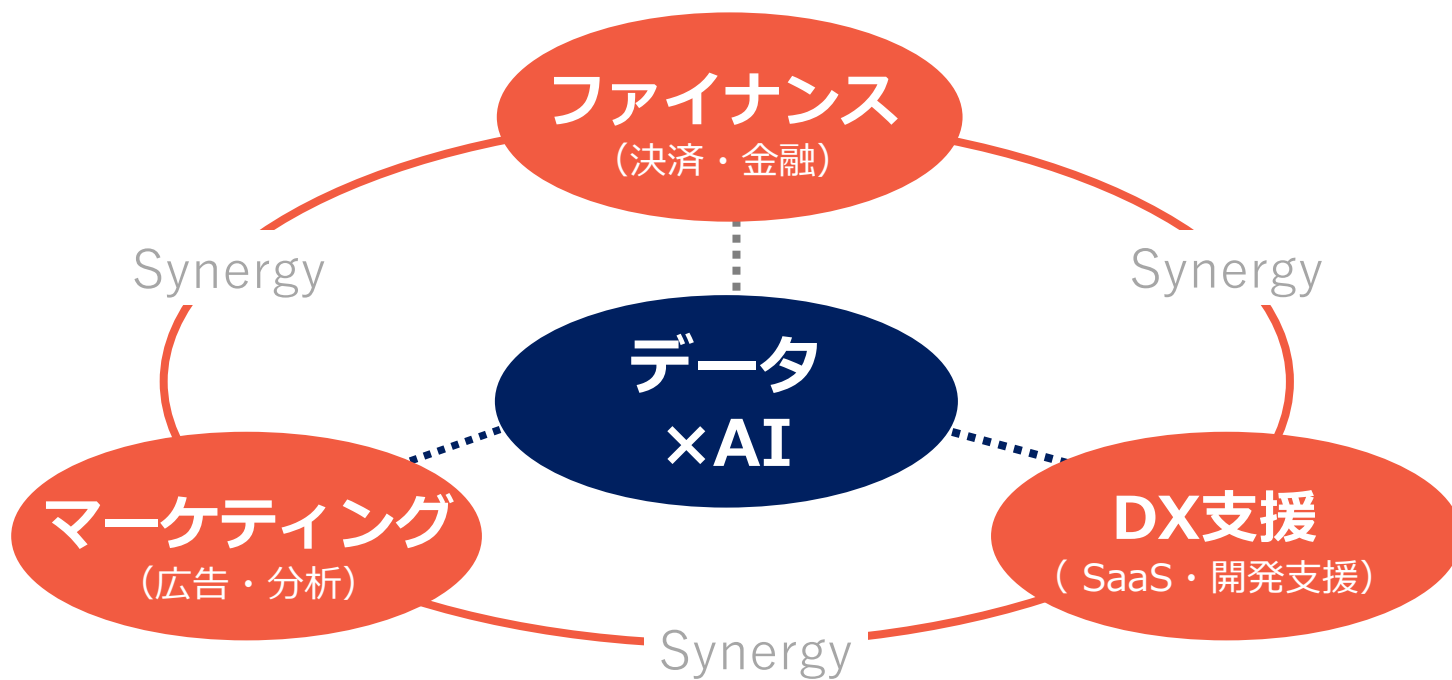 ファイナンス
（決済・金融）
Synergy
Synergy
データ
×AI
マーケティング
（広告・分析）
DX支援
（ SaaS・開発支援）
Synergy